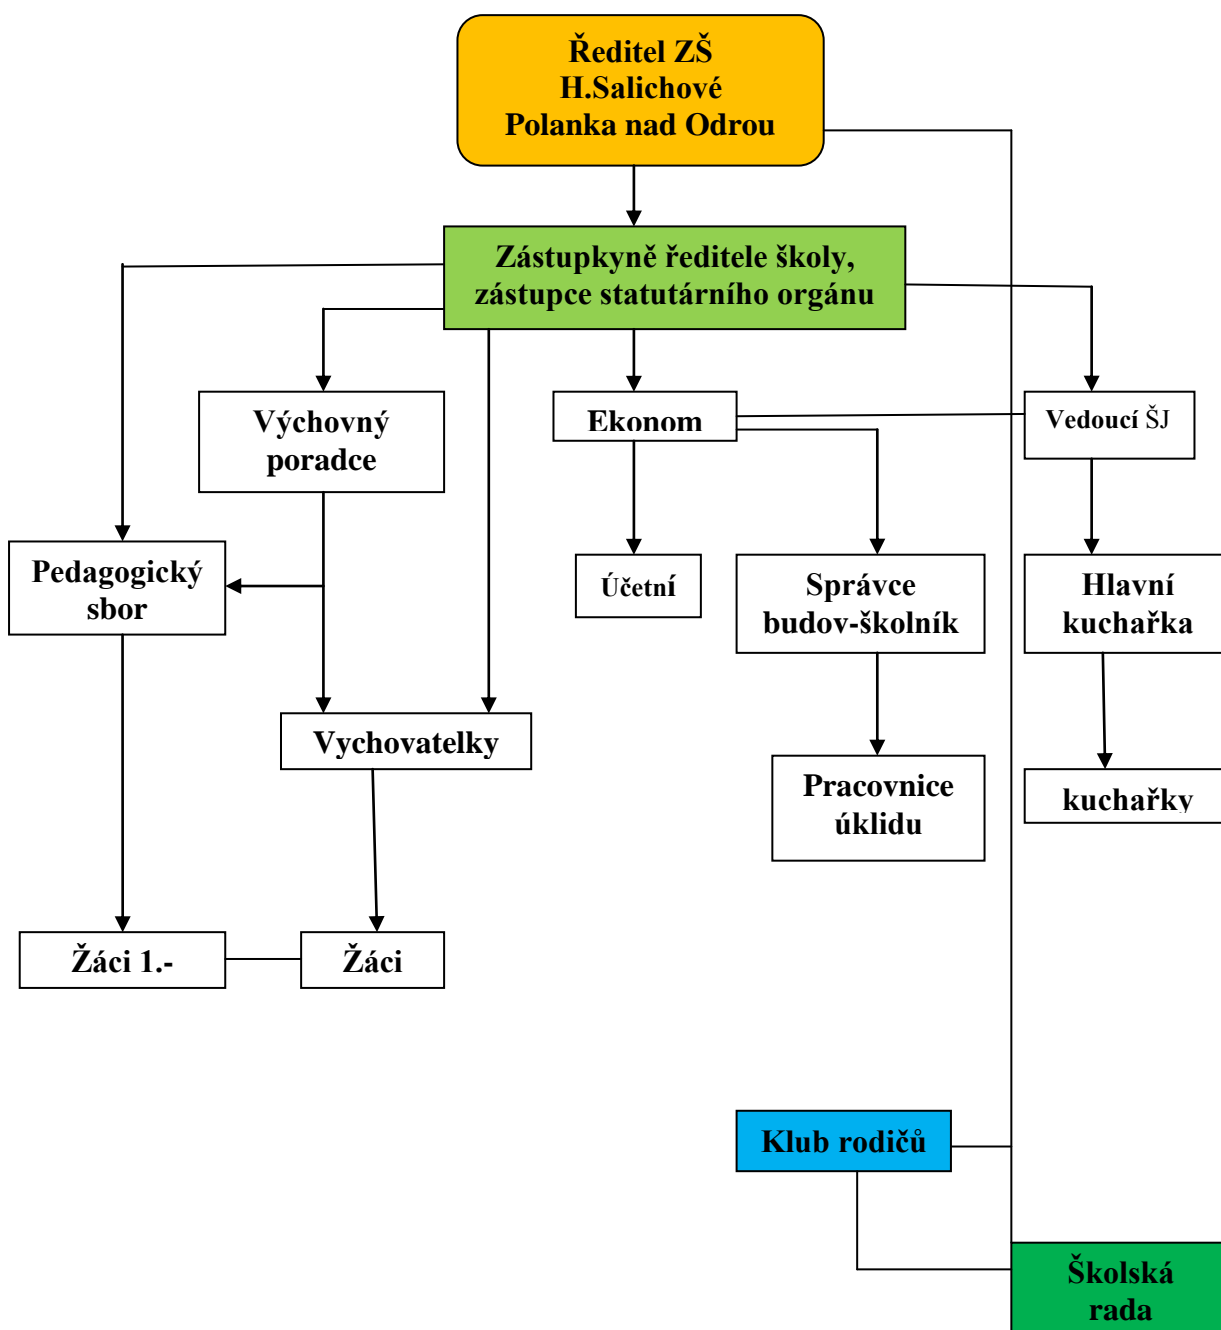 Ředitel ZŠ
H.Salichové
Polanka nad Odrou
Zástupkyně ředitele školy,
zástupce statutárního orgánu
Výchovný
poradce
Ekonom
Vedoucí ŠJ
Pedagogický
sbor
Účetní
Správce
budov-školník
Hlavní
kuchařka
Vychovatelky
Pracovnice
úklidu
kuchařky
Žáci 1.-
Žáci
Klub rodičů
Školská
rada